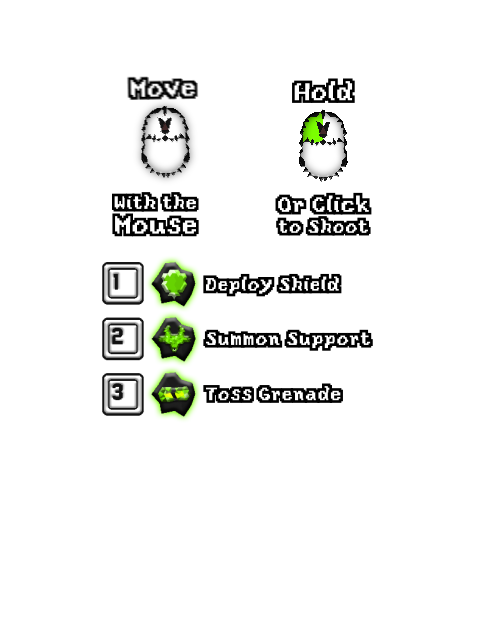 Move
With the
Mouse
Hold
Or Click
to Shoot
1 Deploy Shield
2 Summon Support
3 Toss Grenade